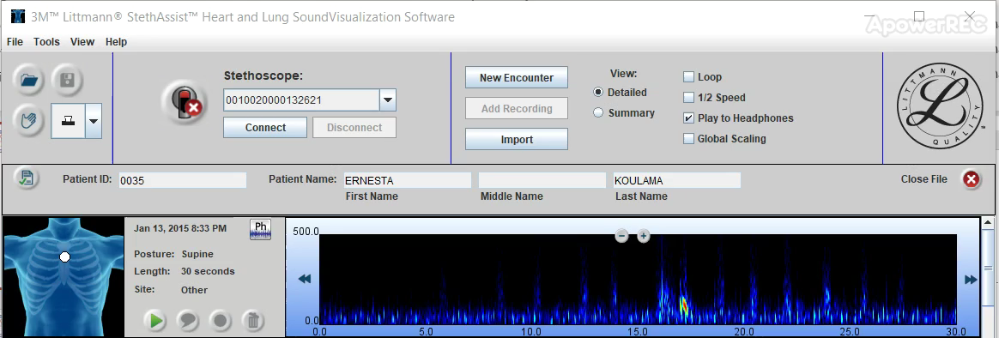 3M™ Littmann® StethAssist™ Heart and Lung SoundVisualization Software
ApowerREC
File Tools View Help
Stethoscope:
0010020000132621
Connect Disconnect
New Encounter
Add Recording
Import
View:
Detailed
Summary
Loop
1/2 Speed
Play to Headphones
Global Scaling
LITTMANN
L
QUALITY ™
Patient ID: 0035 Patient Name: ERNESTA KOULAMA Close File
First Name Middle Name Last Name
Jan 13, 2015 8:33 PM Ph
Posture: Supine
Length: 30 seconds
Site: Other
500.0
0.0
0.0 5.0 10.0 15.0 20.0 25.0 30.0